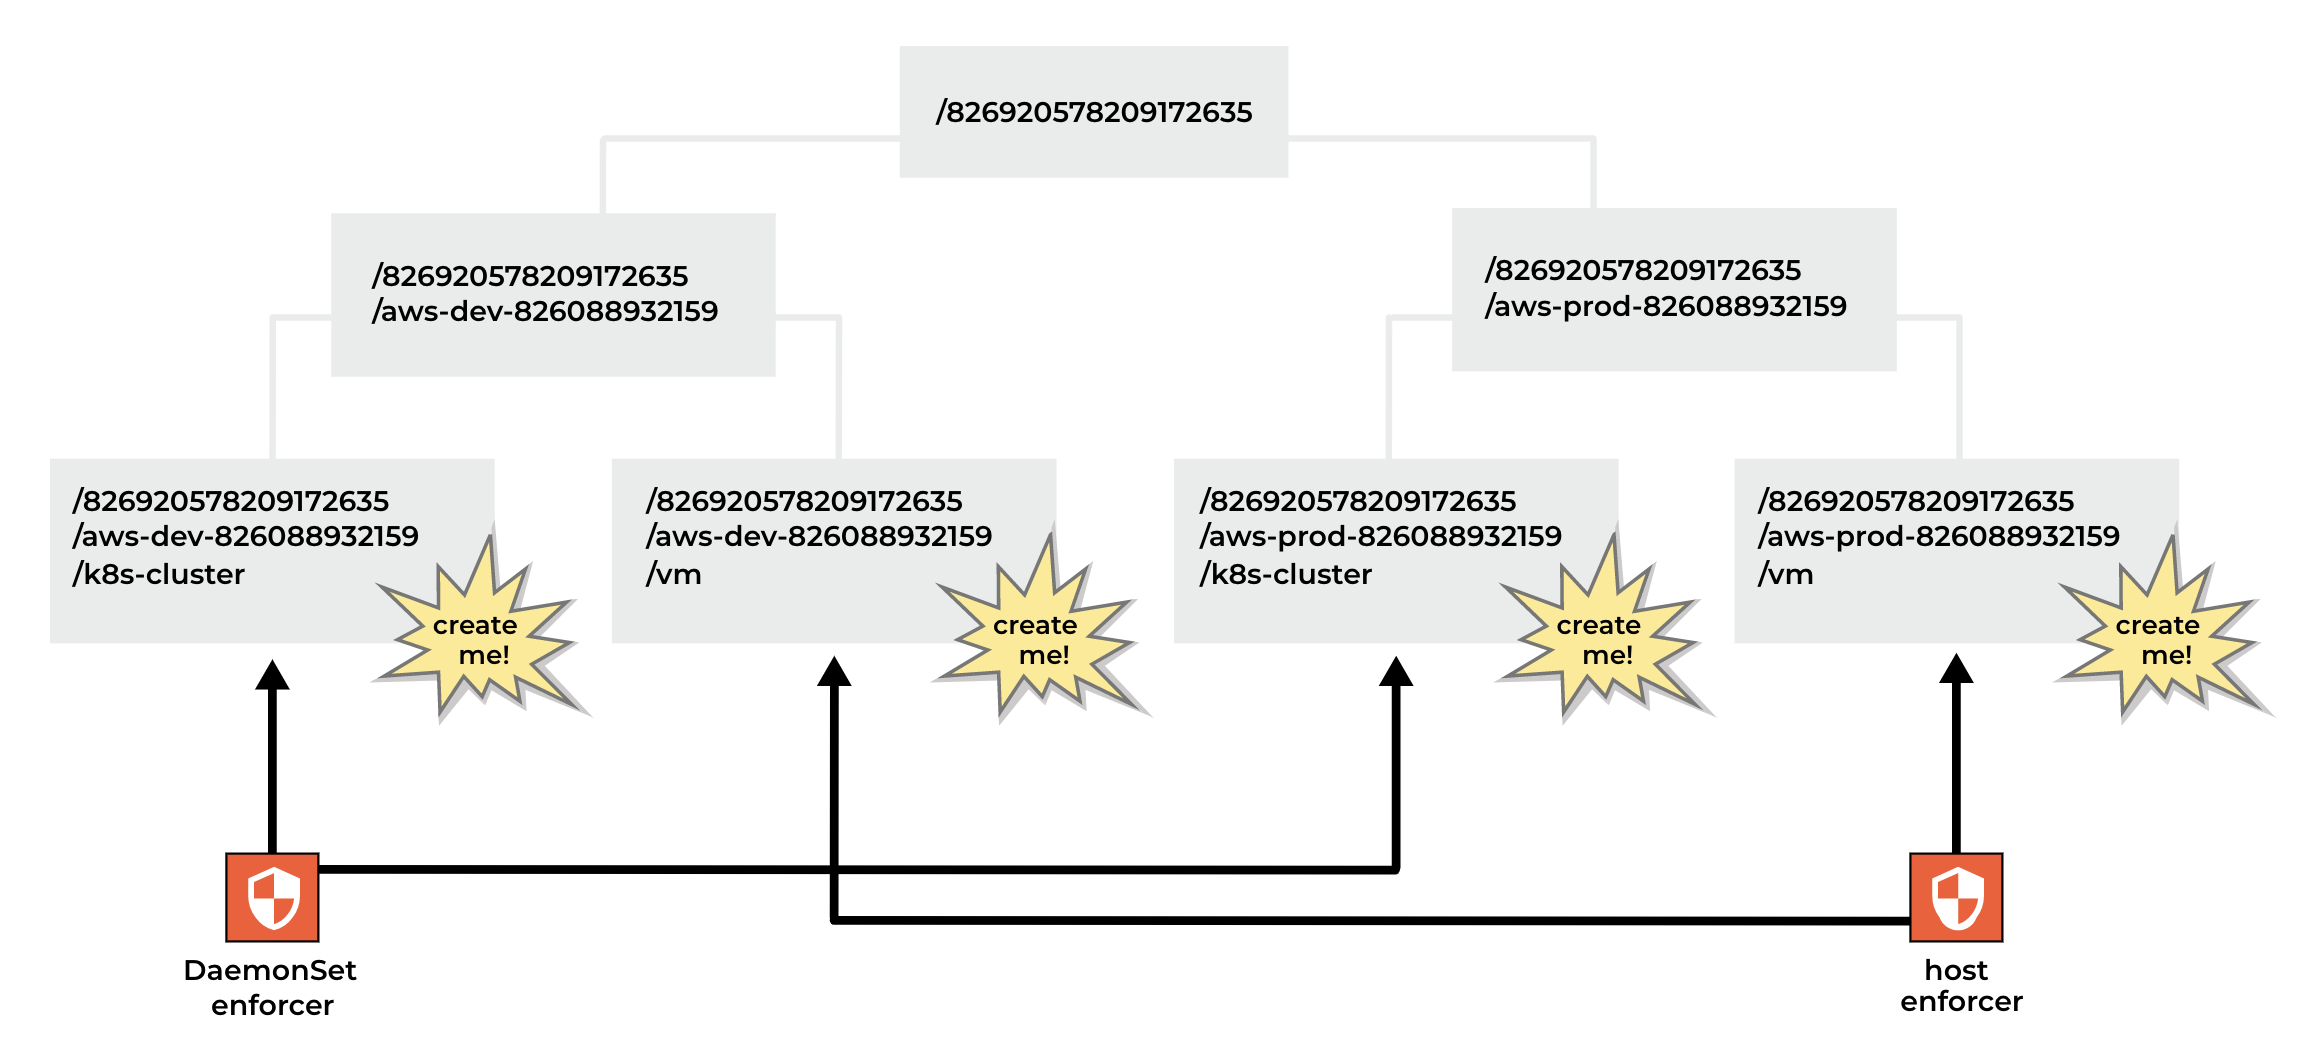 /826920578209172635
/826920578209172635
/aws-dev-826088932159
/826920578209172635
/aws-prod-826088932159
/826920578209172635
/aws-dev-826088932159
/k8s-cluster
create
me!
/826920578209172635
/aws-dev-826088932159
/vm
create
me!
/826920578209172635
/aws-prod-826088932159
/k8s-cluster
create
me!
/826920578209172635
/aws-prod-826088932159
/vm
create
me!
DaemonSet
enforcer
host
enforcer